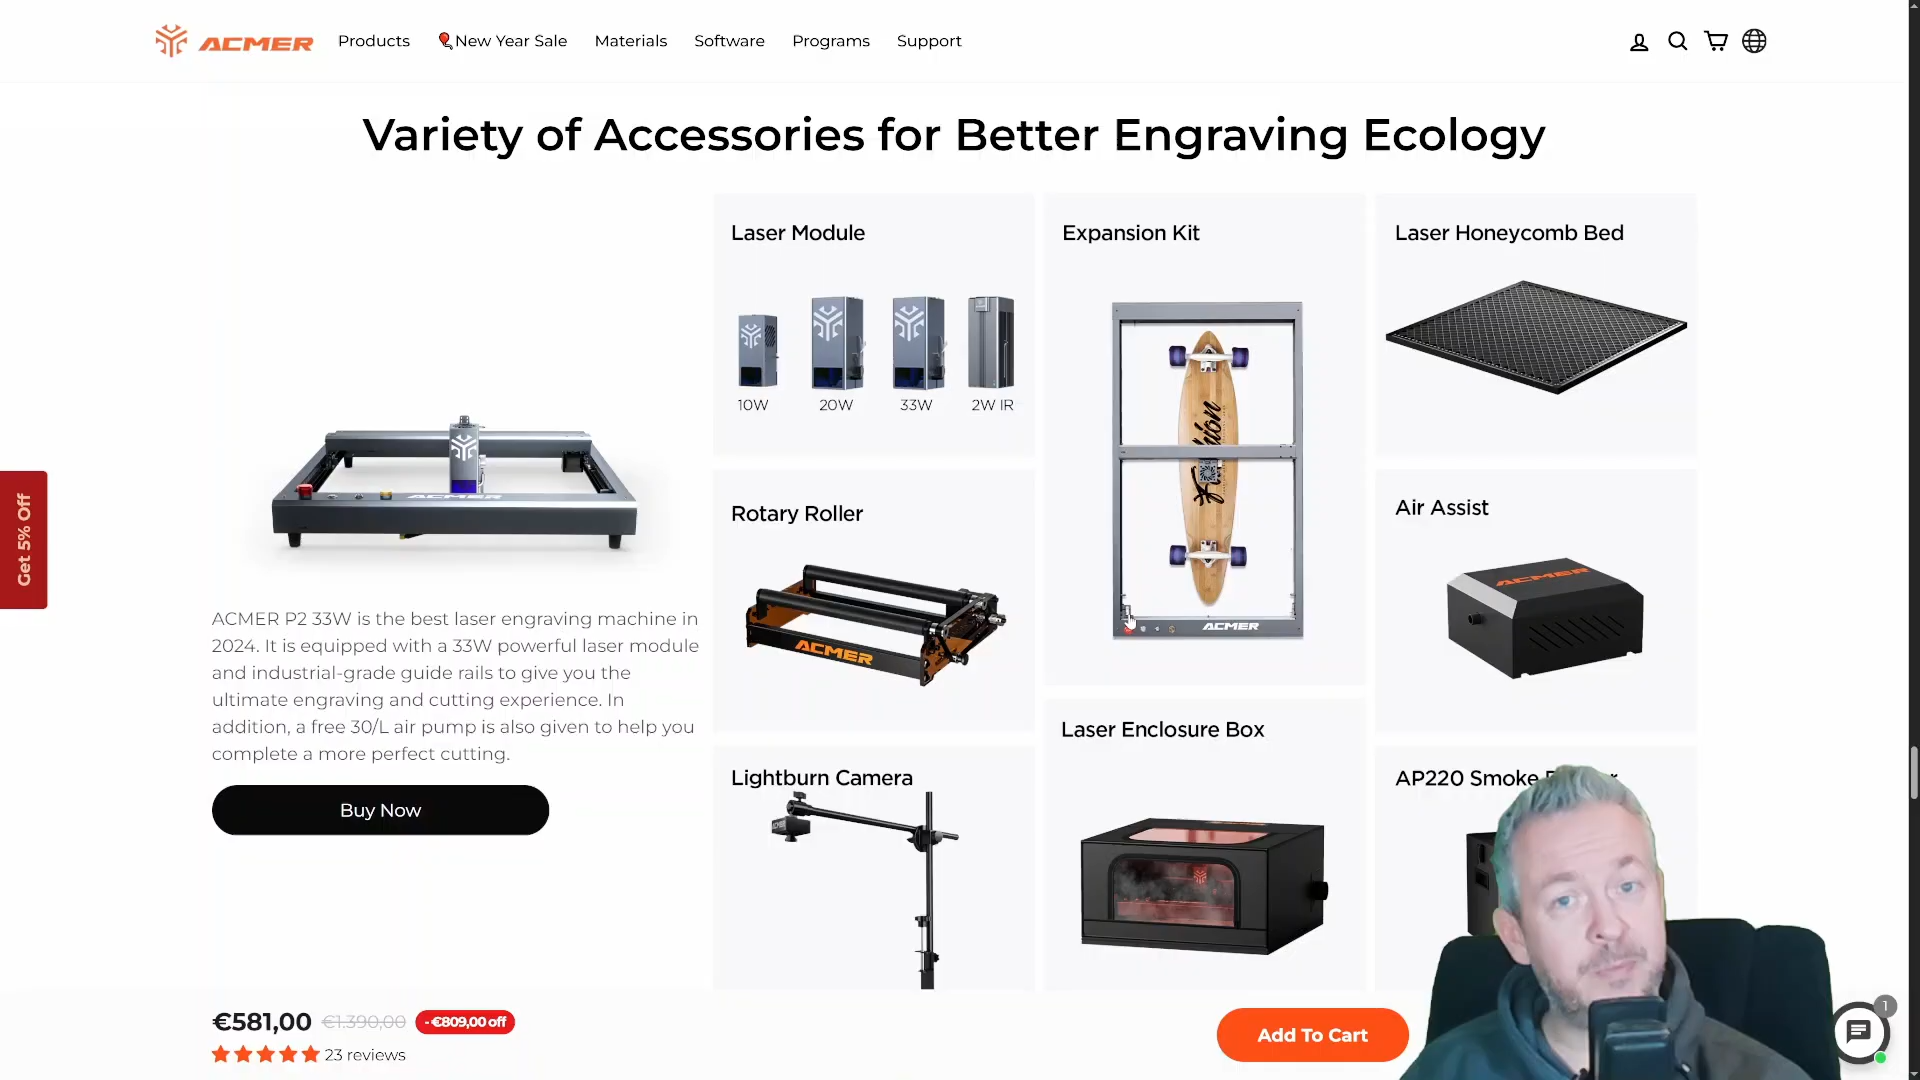 ACMER
Products
New Year Sale
Materials
Software
Programs
Support
Variety of Accessories for Better Engraving Ecology
Get 5% Off
ACMER
ACMER P2 33W is the best laser engraving machine in
2024. It is equipped with a 33W powerful laser module
and industrial-grade guide rails to give you the
ultimate engraving and cutting experience. In
addition, a free 30/L air pump is also given to help you
complete a more perfect cutting.
Buy Now
Laser Module
10W
20W
33W
2W IR
Expansion Kit
ACMER
Laser Honeycomb Bed
Rotary Roller
ACMER
Air Assist
ACMER
Lightburn Camera
Laser Enclosure Box
AP220 Smoke
€581,00 €1.390,00 - €809,00 off
23 reviews
Add To Cart
1